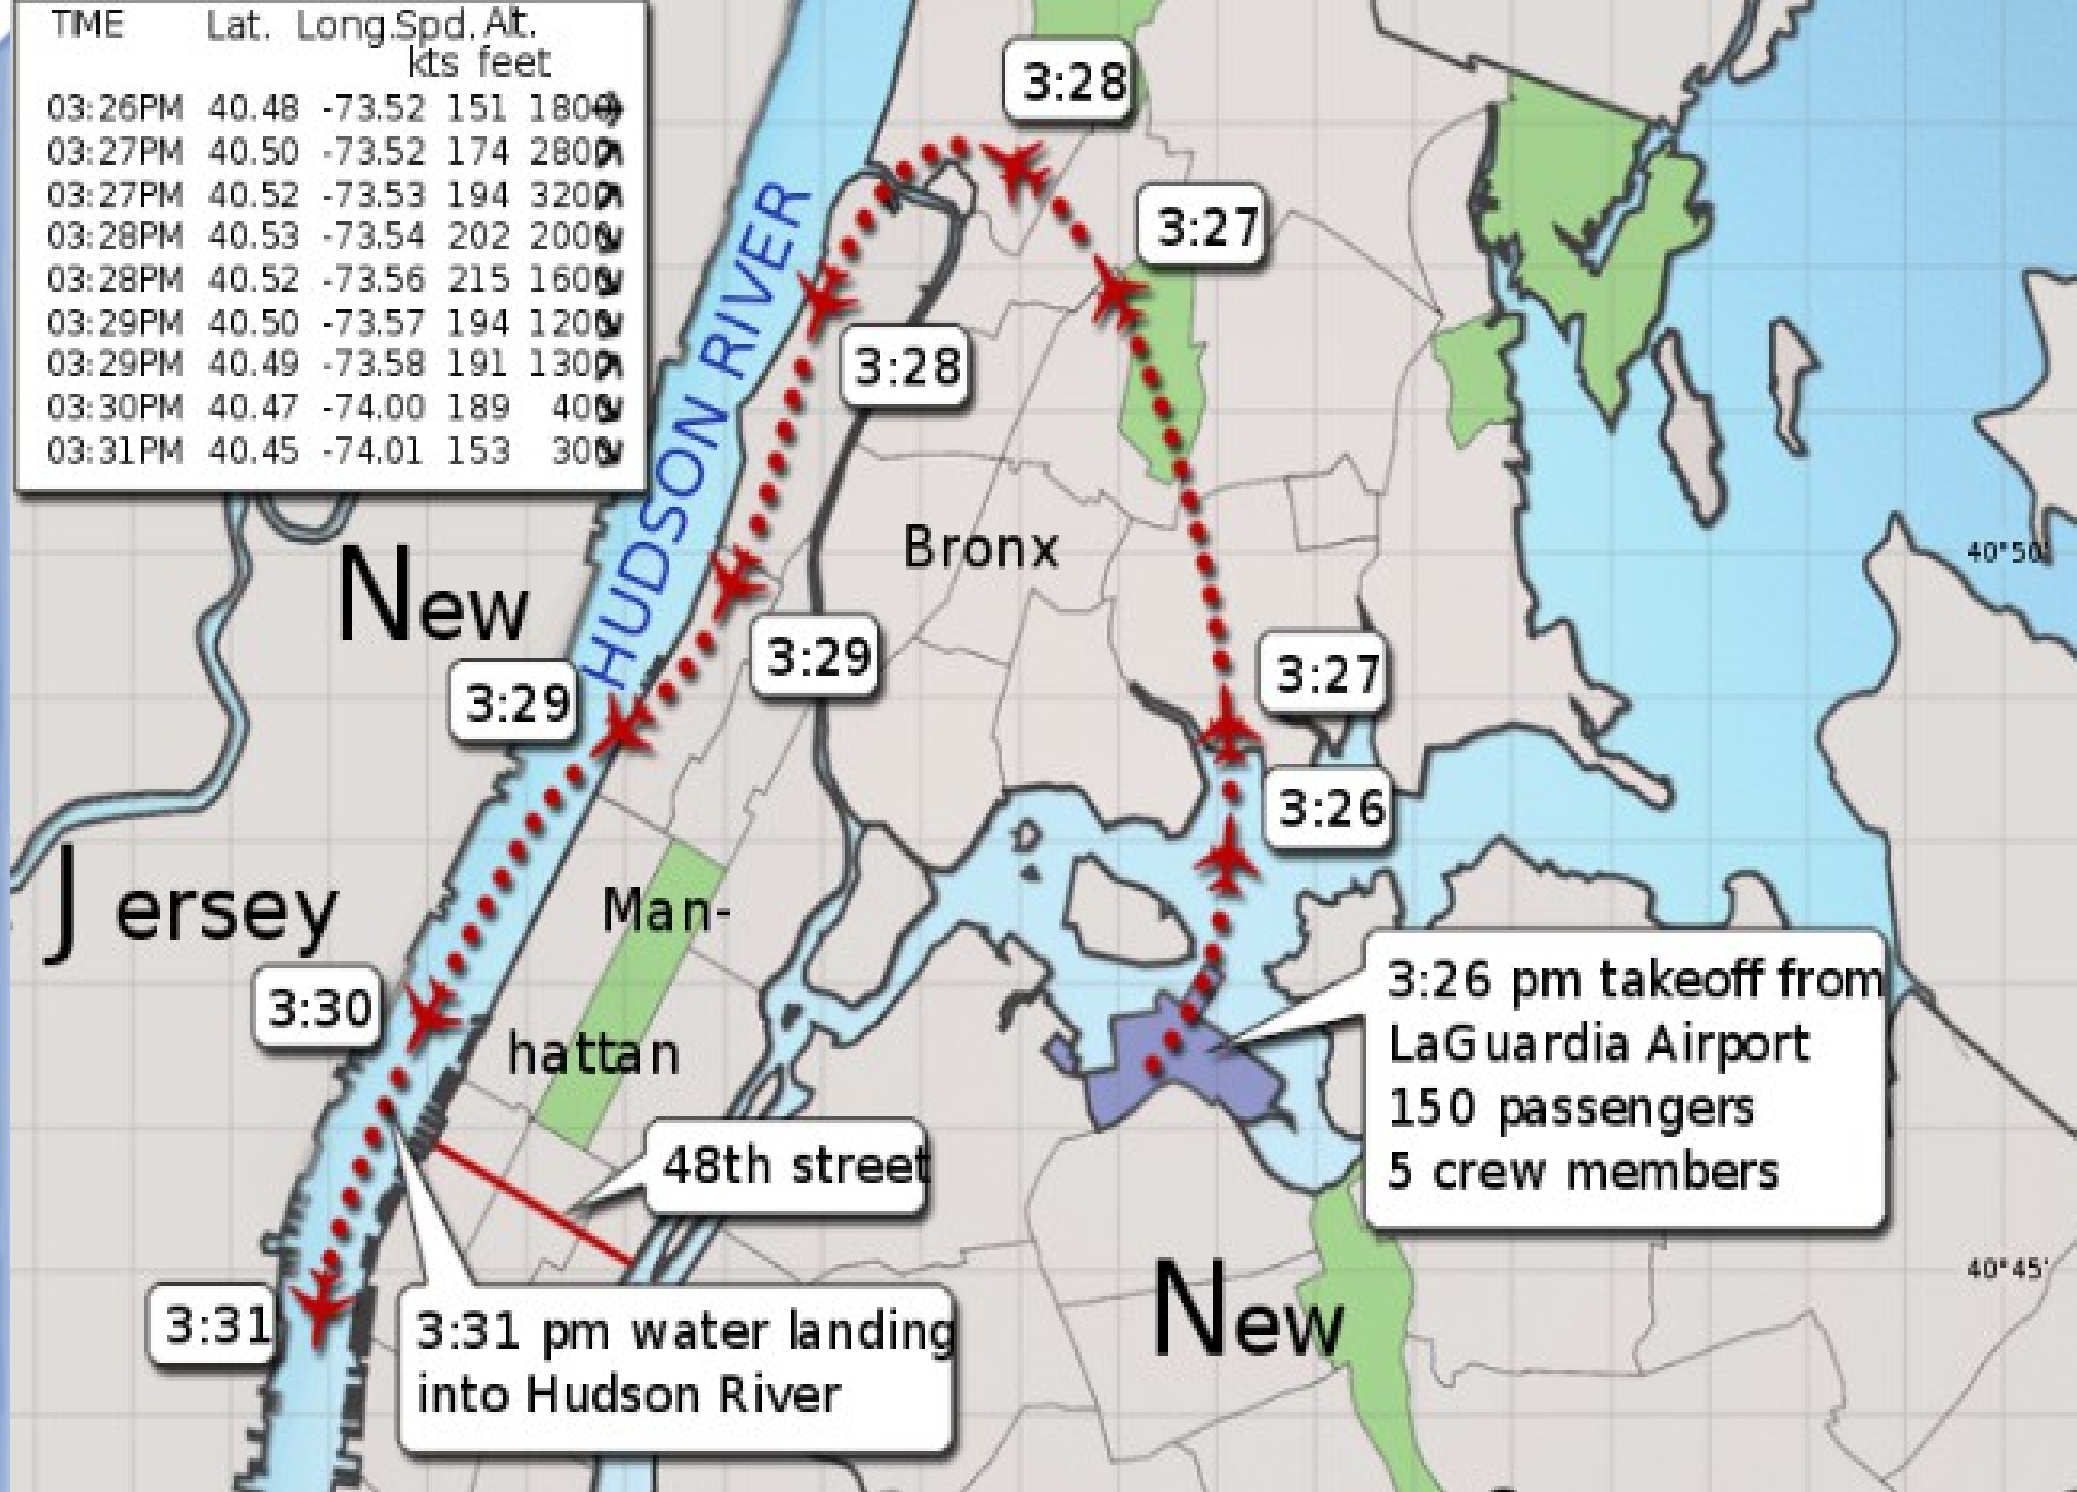 TIME Lat. Long. Spd. Alt.
kts feet
03:26PM 40.48 -73.52 151 1800
03:27PM 40.50 -73.52 174 2800
03:27PM 40.52 -73.53 194 3200
03:28PM 40.53 -73.54 202 2000
03:28PM 40.52 -73.56 215 1600
03:29PM 40.50 -73.57 194 1200
03:29PM 40.49 -73.58 191 1300
03:30PM 40.47 -74.00 189 400
03:31PM 40.45 -74.01 153 300
3:28
3:27
HUDSON RIVER
3:28
Bronx
40°50'
New
3:29
3:29
3:27
3:26
Jersey
Man-
hattan
3:30
3:26 pm takeoff from
LaGuardia Airport
150 passengers
5 crew members
48th street
40°45'
New
3:31
3:31 pm water landing
into Hudson River